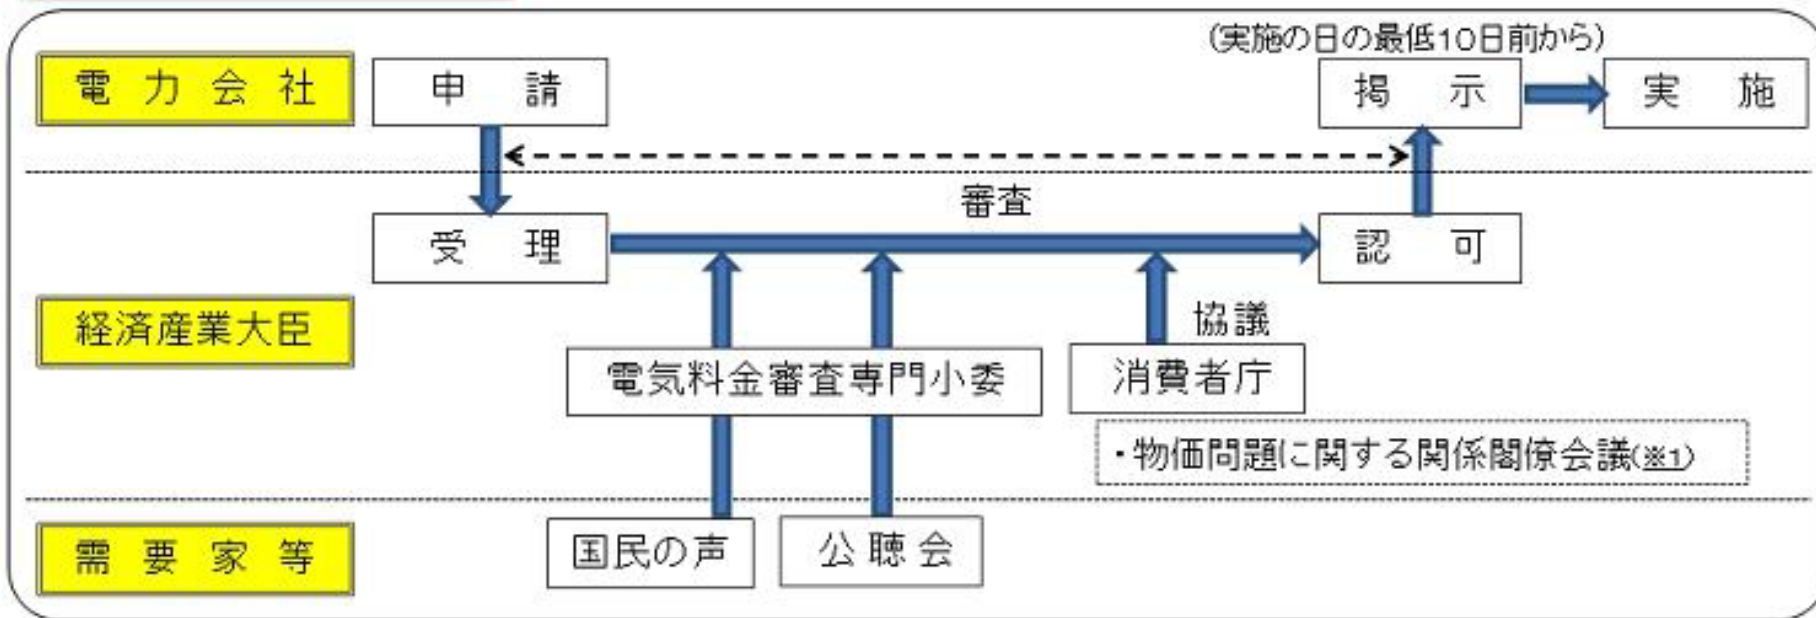 (実施の日の最低10日前から)
電力会社
申請
掲示
実施
審査
受理
認可
経済産業大臣
協議
電気料金審査専門小委
消費者庁
・物価問題に関する関係閣僚会議(※1)
需要家等
国民の声
公聴会